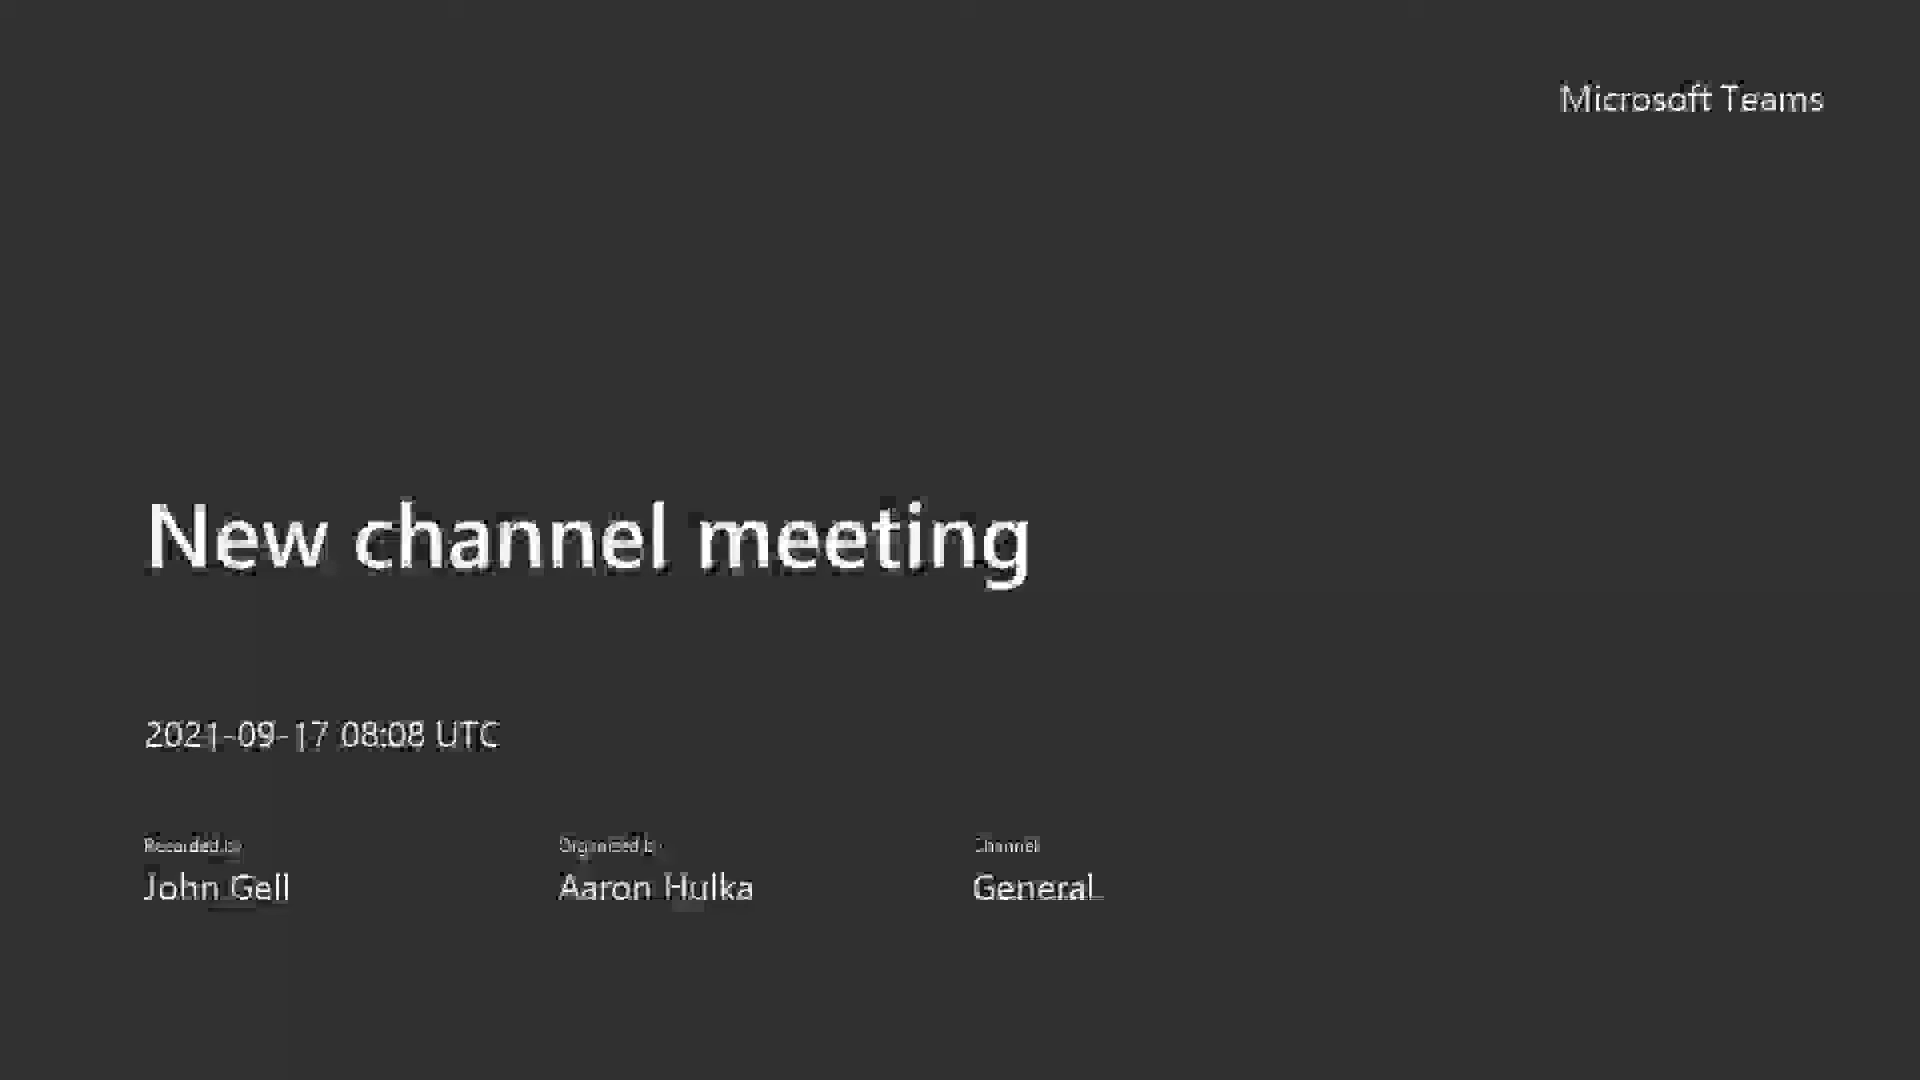 Microsoft Teams
New channel meeting
2021-09-17 08:08 UTC
Recorded by
Organized by
Channel
John Gell
Aaron Hulka
General